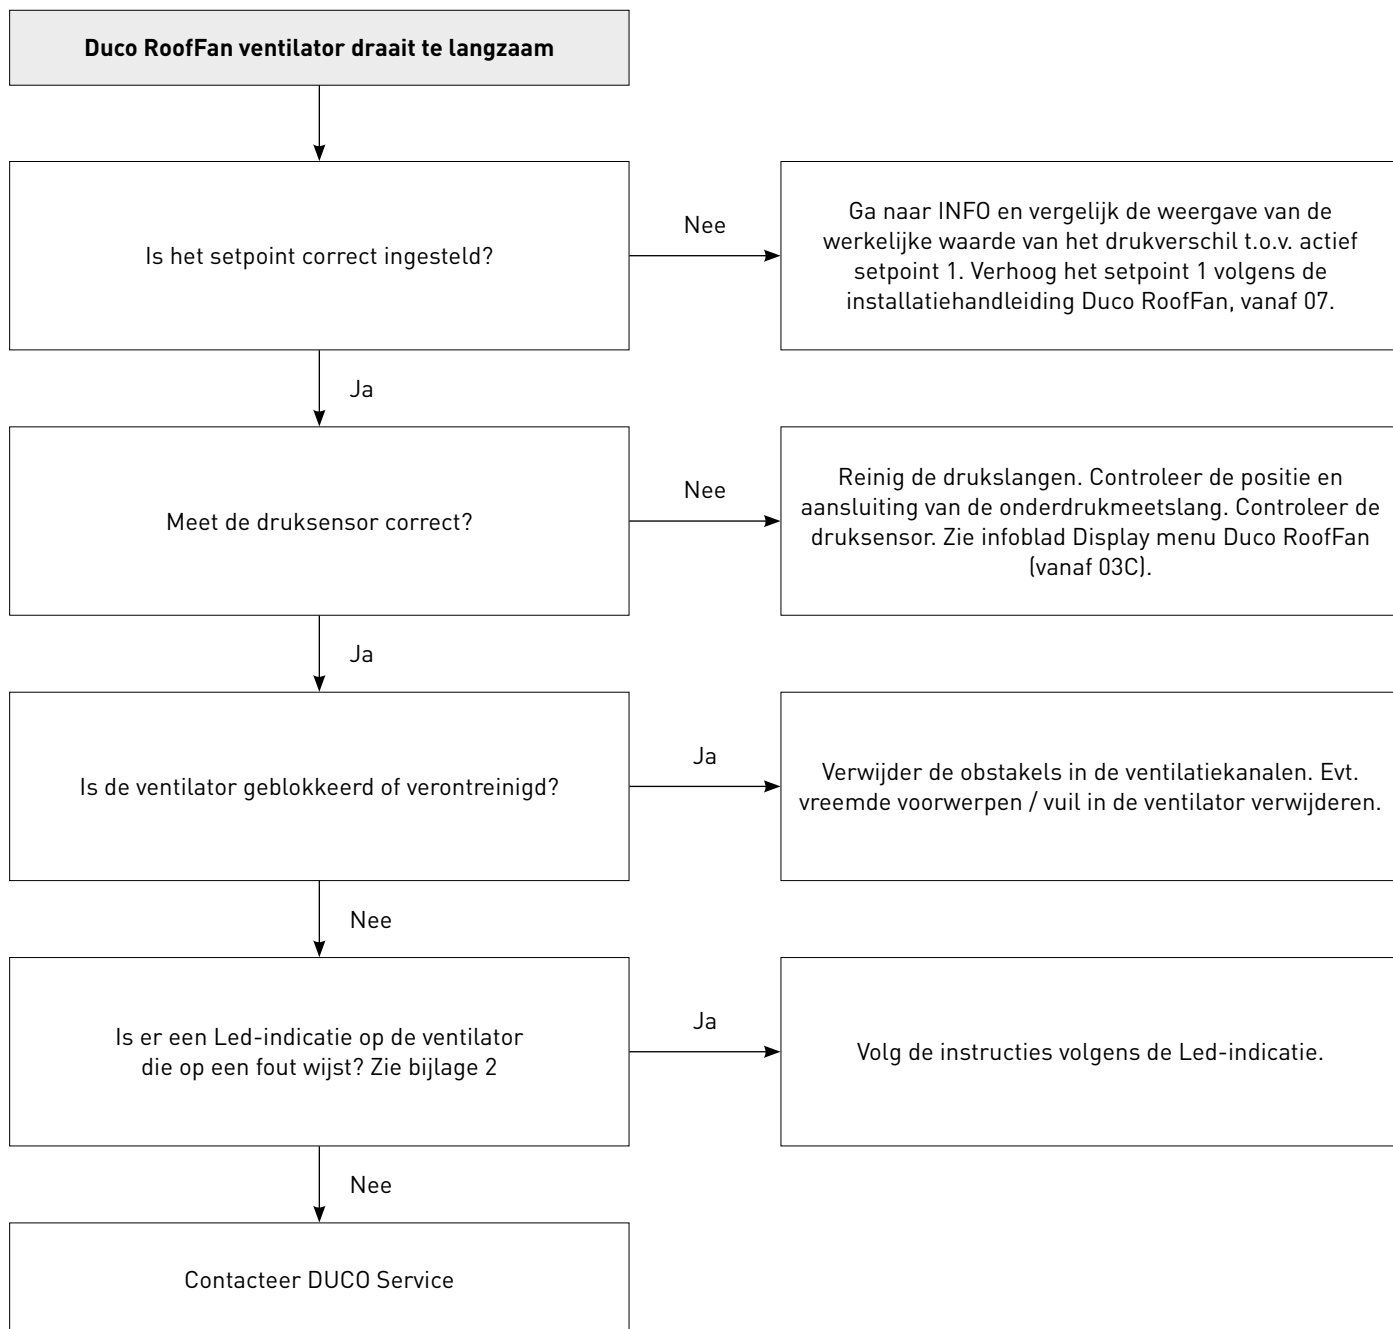 Duco RoofFan ventilator draait te langzaam
Is het setpoint correct ingesteld?
Nee
Ga naar INFO en vergelijk de weergave van de
werkelijke waarde van het drukverschil t.o.v. actief
setpoint 1. Verhoog het setpoint 1 volgens de
installatiehandleiding Duco RoofFan, vanaf 07.
Ja
Meet de druksensor correct?
Nee
Reinig de drukslangen. Controleer de positie en
aansluiting van de onderdrukmeetslang. Controleer de
druksensor. Zie infoblad Display menu Duco RoofFan
(vanaf 03C).
Ja
Is de ventilator geblokkeerd of verontreinigd?
Ja
Verwijder de obstakels in de ventilatiekanalen. Evt.
vreemde voorwerpen / vuil in de ventilator verwijderen.
Nee
Is er een Led-indicatie op de ventilator
die op een fout wijst? Zie bijlage 2
Ja
Volg de instructies volgens de Led-indicatie.
Nee
Contacteer DUCO Service